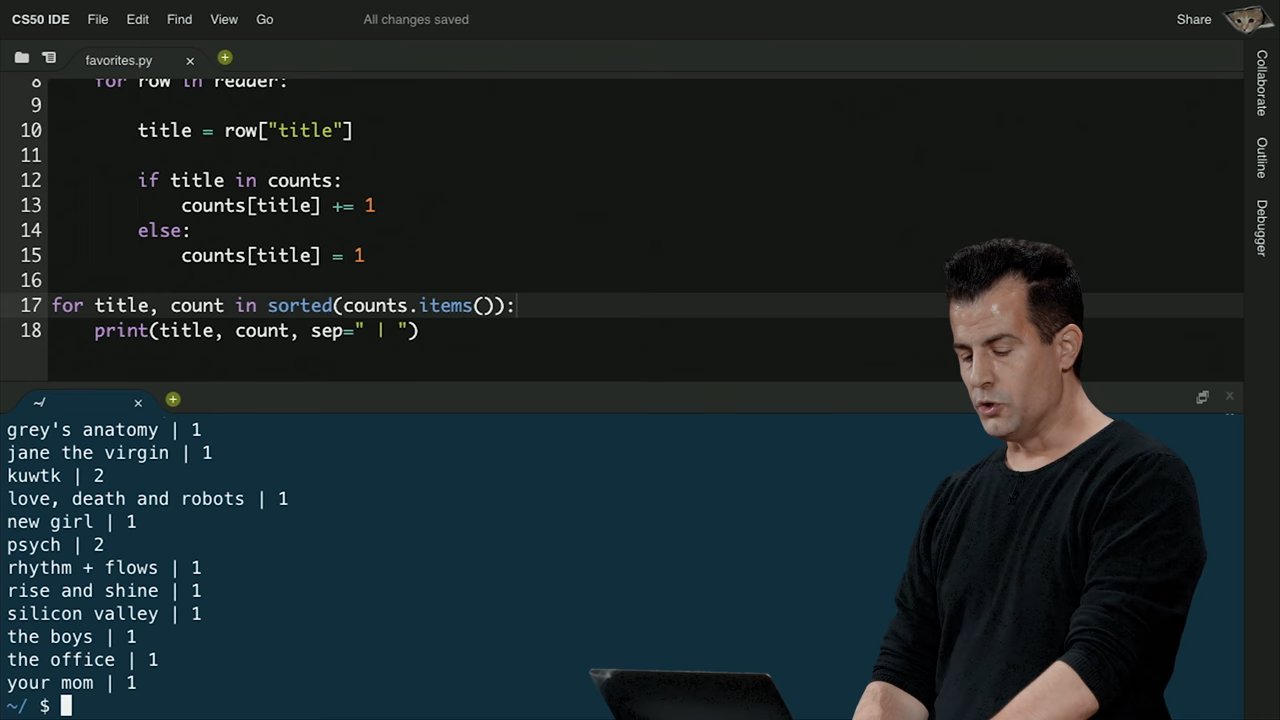 CS50 IDE File Edit Find View Go All changes saved Share
favorites.py
8 for row in reader:
9
10 title = row["title"]
11
12 if title in counts:
13 counts[title] += 1
14 else:
15 counts[title] = 1
16
17 for title, count in sorted(counts.items()):
18 print(title, count, sep=" | ")
Collaborate
Outline
Debugger
~/
grey's anatomy | 1
jane the virgin | 1
kuwtk | 2
love, death and robots | 1
new girl | 1
psych | 2
rhythm + flows | 1
rise and shine | 1
silicon valley | 1
the boys | 1
the office | 1
your mom | 1
~/ $